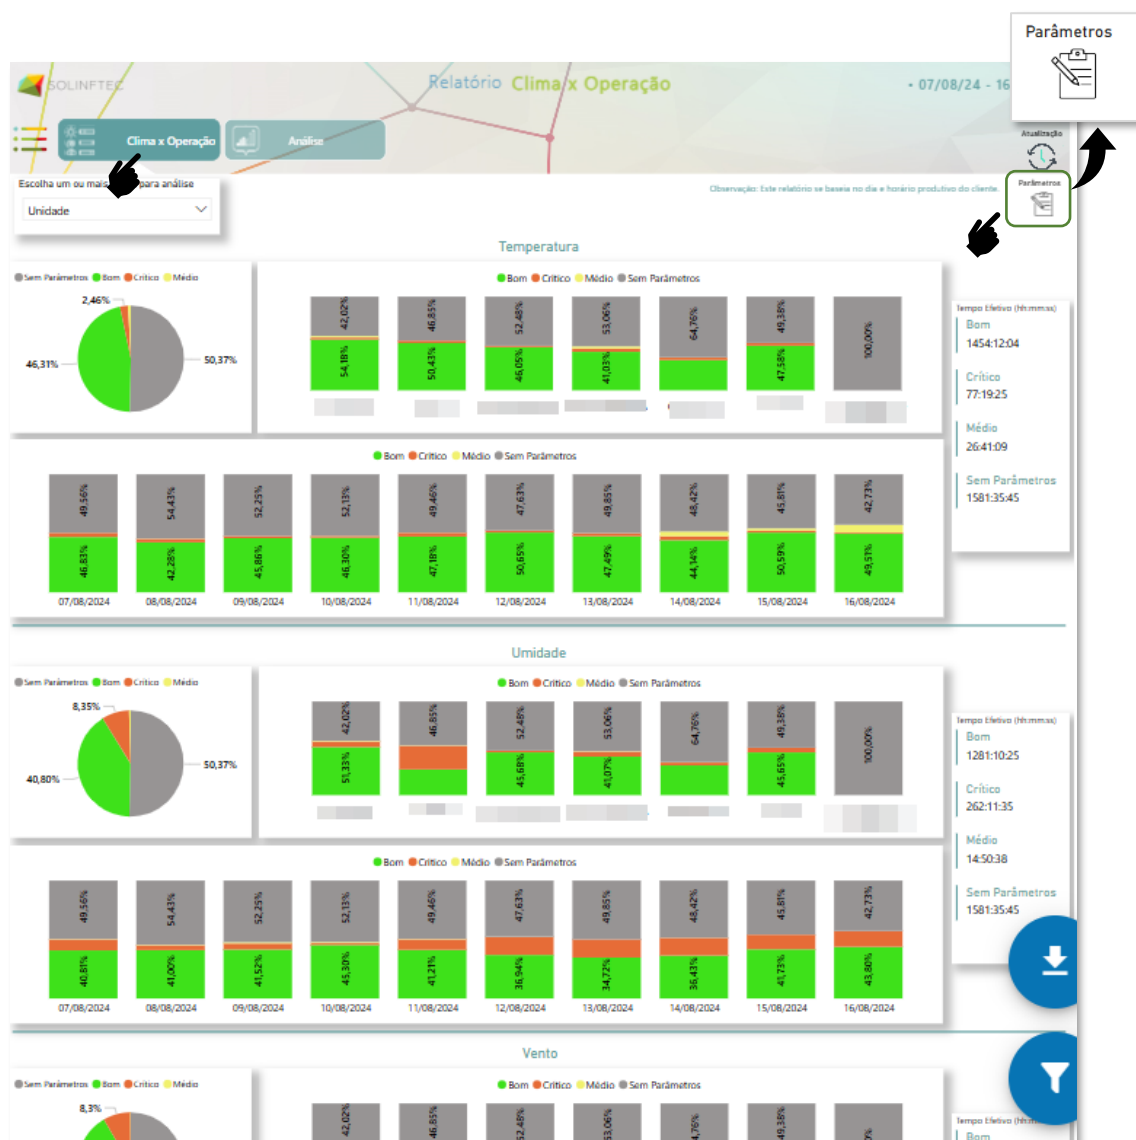 Parâmetros
SOLINFTEC
Relatório Clima x Operação
• 07/08/24 - 16
Clima x Operação
Análise
Atualização
Escolha um ou mais para análise
Unidade
Observação: Este relatório se baseia no dia e horário produtivo do cliente.
Parâmetros
Temperatura
Sem Parâmetros Bom Crítico Médio
2,46%
46,31%
50,37%
Bom Crítico Médio Sem Parâmetros
42,02% 46,85% 52,48% 53,06% 64,76% 49,38% 100,00%
54,18% 50,43% 46,05% 41,03% 47,58%
Tempo Efetivo (hh:mm:ss)
Bom
1454:12:04
Crítico
77:19:25
Médio
26:41:09
Sem Parâmetros
1581:35:45
Bom Crítico Médio Sem Parâmetros
49,56% 54,43% 52,25% 52,13% 49,46% 47,63% 49,85% 48,42% 45,81% 42,73%
46,83% 42,28% 45,86% 46,30% 47,18% 50,65% 47,49% 44,14% 50,59% 49,51%
07/08/2024 08/08/2024 09/08/2024 10/08/2024 11/08/2024 12/08/2024 13/08/2024 14/08/2024 15/08/2024 16/08/2024
Umidade
Sem Parâmetros Bom Crítico Médio
8,35%
40,80%
50,37%
Bom Crítico Médio Sem Parâmetros
42,02% 46,85% 52,48% 53,06% 64,76% 49,38% 100,00%
51,33% 45,68% 41,07% 45,65%
Tempo Efetivo (hh:mm:ss)
Bom
1281:10:25
Crítico
262:11:35
Médio
14:50:38
Sem Parâmetros
1581:35:45
Bom Crítico Médio Sem Parâmetros
49,56% 54,43% 52,25% 52,13% 49,46% 47,63% 49,85% 48,42% 45,81% 42,73%
40,81% 41,00% 41,52% 45,30% 41,21% 36,94% 34,72% 36,43% 41,73% 43,80%
07/08/2024 08/08/2024 09/08/2024 10/08/2024 11/08/2024 12/08/2024 13/08/2024 14/08/2024 15/08/2024 16/08/2024
Vento
Sem Parâmetros Bom Crítico Médio
8,3%
Bom Crítico Médio Sem Parâmetros
42,02% 46,85% 52,48% 53,06% 49,38%
Tempo Efetivo
Bom